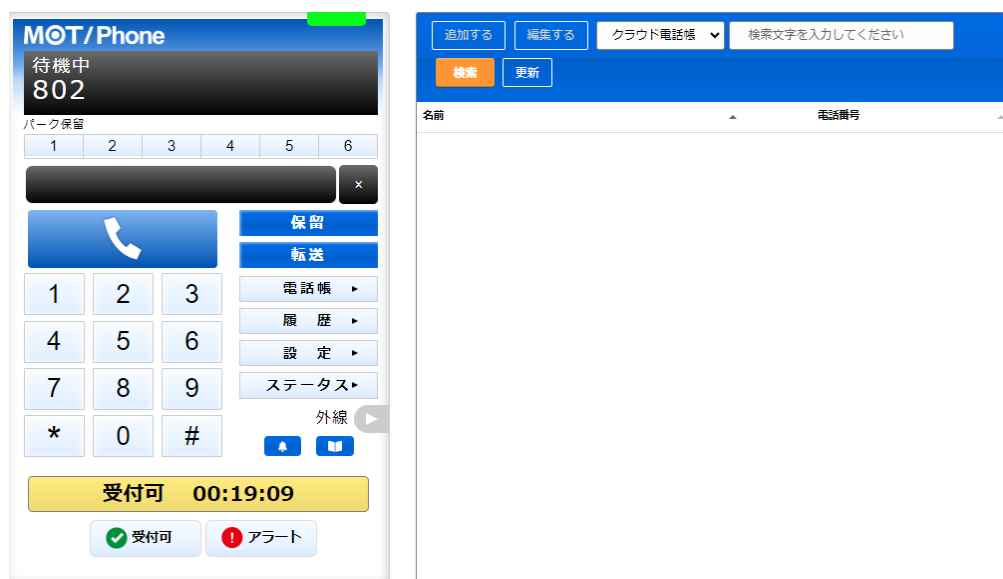 MOT/Phone
待機中
802
パーク保留
1 2 3 4 5 6
x
保留
転送
1 2 3
電話帳
4 5 6
履 歴
設 定
7 8 9
ステータス
外線
* 0 #
受付可 00:19:09
受付可
アラート
追加する 編集する クラウド電話帳 検索文字を入力してください
検索 更新
名前 電話番号